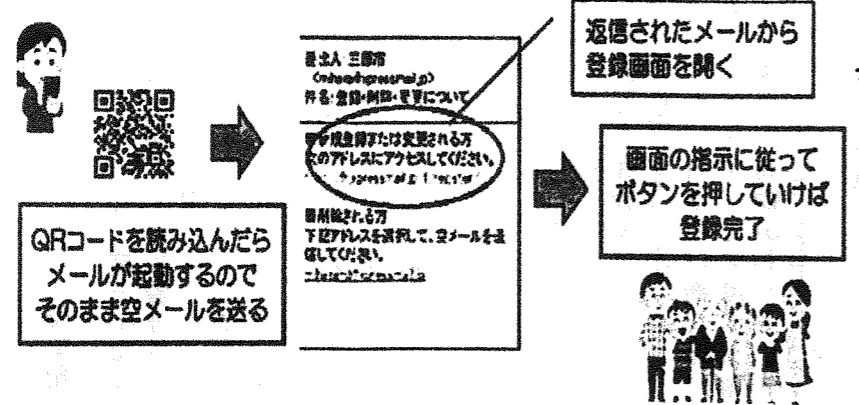 QRコードを読み込んだら
メールが起動するので
そのまま空メールを送る
差出人 三原市
件名:登録・削除・変更について
または変更される方
のアドレスにアクセスしてください。
削除される方
下記アドレスを選択して、空メールを送
信してください。
返信されたメールから
登録画面を開く
画面の指示に従って
ボタンを押していけば
登録完了